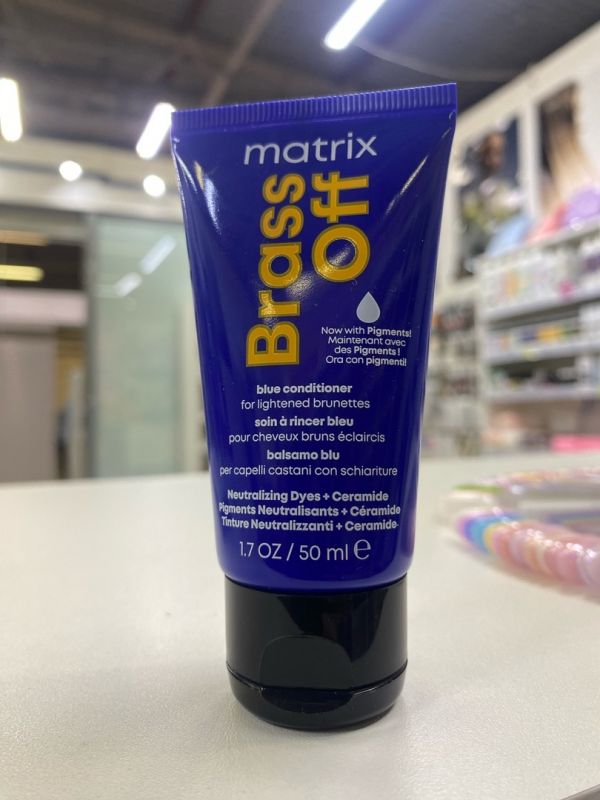 matrix
Brass
Off
Now with Pigments!
Maintenant avec
des Pigments !
Ora con pigmenti!
blue conditioner
for lightened brunettes
soin à rincer bleu
pour cheveux bruns éclaircis
balsamo blu
per capelli castani con schiariture
Neutralizing Dyes + Ceramide
Pigments Neutralisants + Céramide
Tinture Neutralizzanti + Ceramide
1.7 OZ / 50 ml ℮